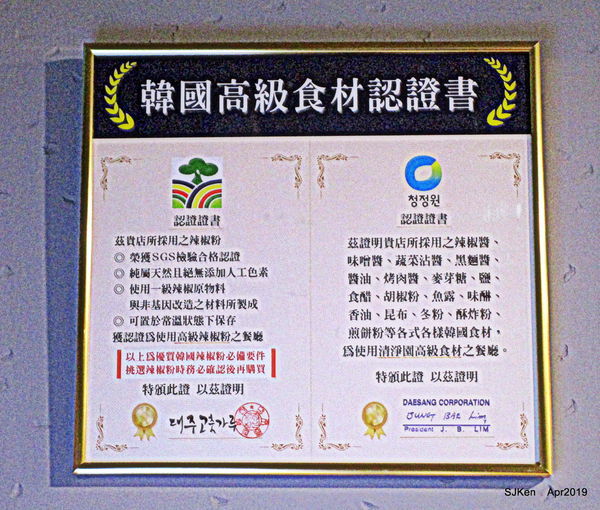 韓國高級食材認證書
認證證書
茲貴店所採用之辣椒粉
◎ 榮獲SGS檢驗合格認證
◎ 純屬天然且絕無添加人工色素
◎ 使用一級辣椒原物料
與非基因改造之材料所製成
◎ 可置於常溫狀態下保存
獲認證為使用高級辣椒粉之餐廳
以上為優質韓國辣椒粉必備要件
挑選辣椒粉時務必確認後再購買
特頒此證 以茲證明
대주고춧가루
청정원
認證證書
茲證明貴店所採用之辣椒醬、
味噌醬、蔬菜沾醬、黑麵醬、
醬油、烤肉醬、麥芽糖、鹽、
食醋、胡椒粉、魚露、味醂、
香油、昆布、冬粉、酥炸粉、
煎餅粉等各式各樣韓國食材，
為使用清淨園高級食材之餐廳。
特頒此證 以茲證明
DAESANG CORPORATION
President J. B. LIM
SJKen Apr2019